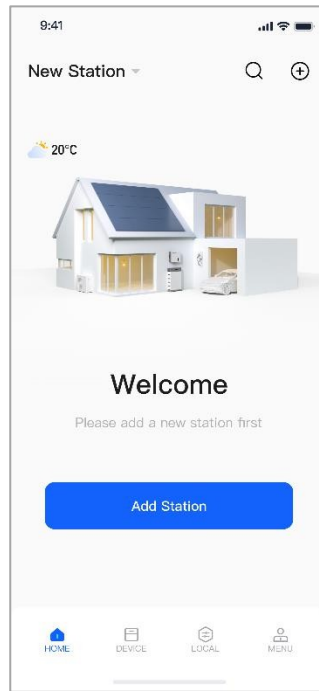 9:41
New Station
20°C
Welcome
Please add a new station first
Add Station
HOME
DEVICE
LOCAL
MENU